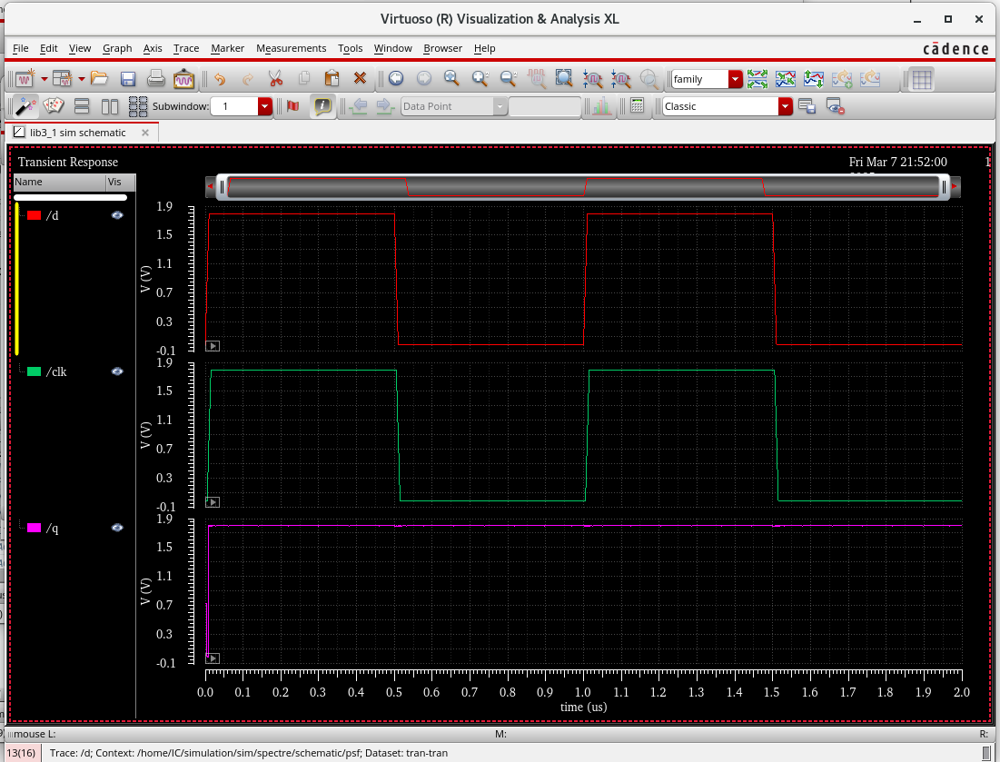 Virtuoso (R) Visualization & Analysis XL
File Edit View Graph Axis Trace Marker Measurements Tools Window Browser Help
cādence
family
Subwindow: 1
Data Point
Classic
lib3_1 sim schematic
Transient Response
Fri Mar 7 21:52:00
1
Name Vis
/d
1.9
1.5
1.1
0.7
0.3
-0.1
V (V)
/clk
1.9
1.5
1.1
0.7
0.3
-0.1
V (V)
/q
1.9
1.5
1.1
0.7
0.3
-0.1
V (V)
0.0 0.1 0.2 0.3 0.4 0.5 0.6 0.7 0.8 0.9 1.0 1.1 1.2 1.3 1.4 1.5 1.6 1.7 1.8 1.9 2.0
time (us)
mouse L: M: R:
13(16) Trace: /d; Context: /home/IC/simulation/sim/spectre/schematic/psf; Dataset: tran-tran